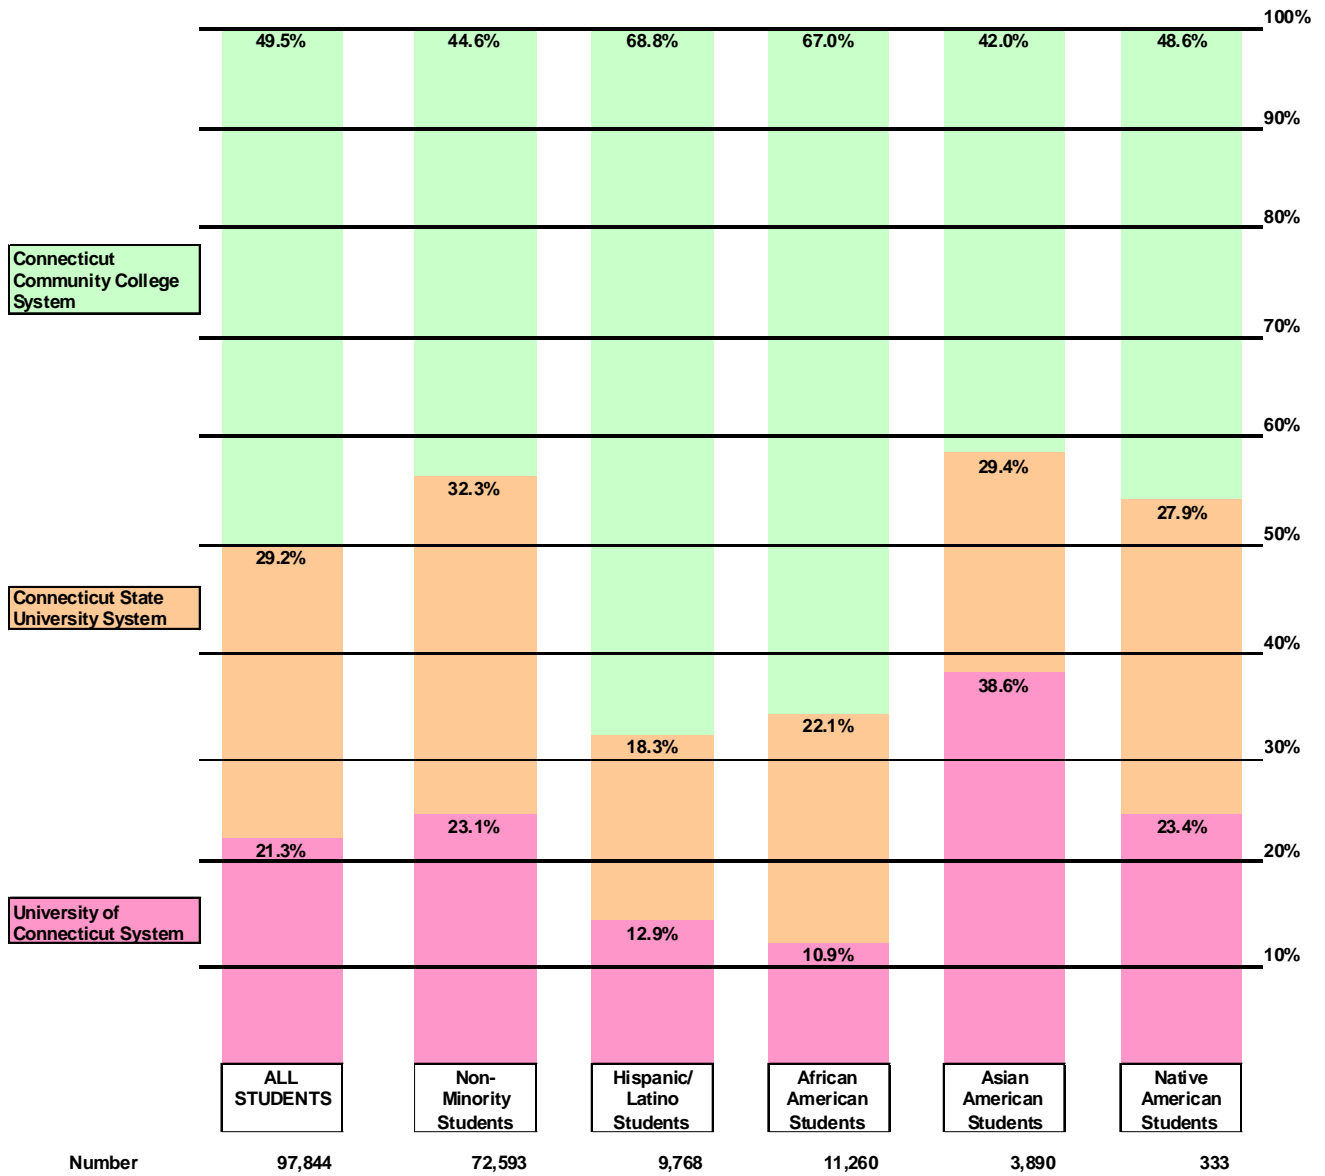 100%
49.5% 44.6% 68.8% 67.0% 42.0% 48.6%
90%
80%
Connecticut
Community College
System
70%
60%
29.4%
32.3%
27.9%
50%
29.2%
Connecticut State
University System
40%
38.6%
22.1%
18.3%
30%
23.1%
23.4%
21.3%
20%
University of
Connecticut System
12.9%
10.9%
10%
ALL
STUDENTS
Non-
Minority
Students
Hispanic/
Latino
Students
African
American
Students
Asian
American
Students
Native
American
Students
Number 97,844 72,593 9,768 11,260 3,890 333